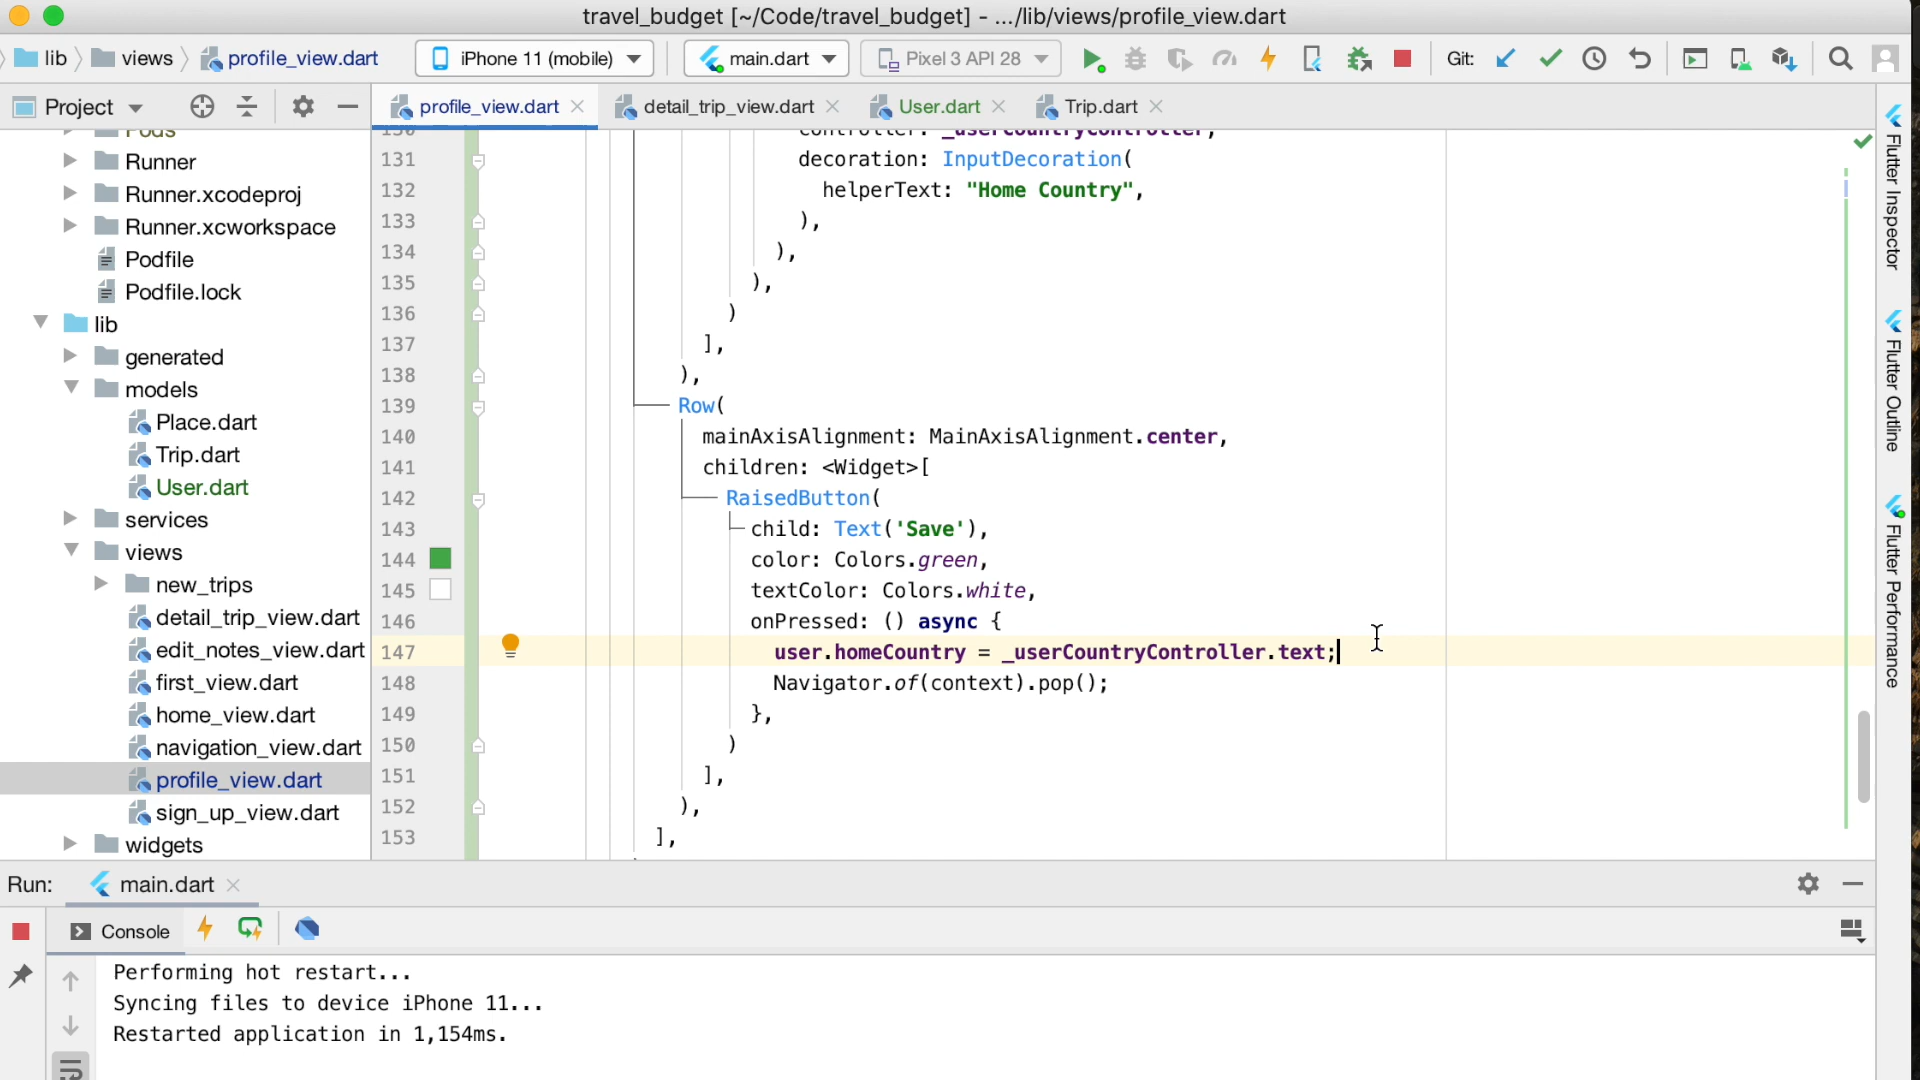 travel_budget [~/Code/travel_budget] - .../lib/views/profile_view.dart
lib views profile_view.dart iPhone 11 (mobile) main.dart Pixel 3 API 28 Git:
Project profile_view.dart detail_trip_view.dart User.dart Trip.dart
Pods
Runner
Runner.xcodeproj
Runner.xcworkspace
Podfile
Podfile.lock
lib
generated
models
Place.dart
Trip.dart
User.dart
services
views
new_trips
detail_trip_view.dart
edit_notes_view.dart
first_view.dart
home_view.dart
navigation_view.dart
profile_view.dart
sign_up_view.dart
widgets
130 controller: _userCountryController,
131 decoration: InputDecoration(
132 helperText: "Home Country",
133 ),
134 ),
135 ),
136 )
137 ],
138 ),
139 Row(
140 mainAxisAlignment: MainAxisAlignment.center,
141 children: <Widget>[
142 RaisedButton(
143 child: Text('Save'),
144 color: Colors.green,
145 textColor: Colors.white,
146 onPressed: () async {
147 user.homeCountry = _userCountryController.text;
148 Navigator.of(context).pop();
149 },
150 )
151 ],
152 ),
153 ],
Flutter Inspector
Flutter Outline
Flutter Performance
Run: main.dart
Console
Performing hot restart...
Syncing files to device iPhone 11...
Restarted application in 1,154ms.